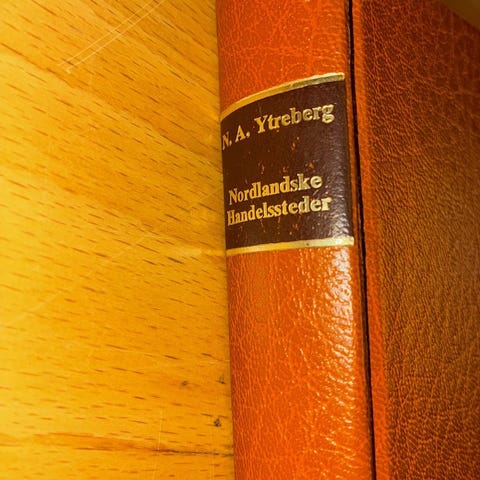 N. A. Ytreberg
Nordlandske
Handelssteder